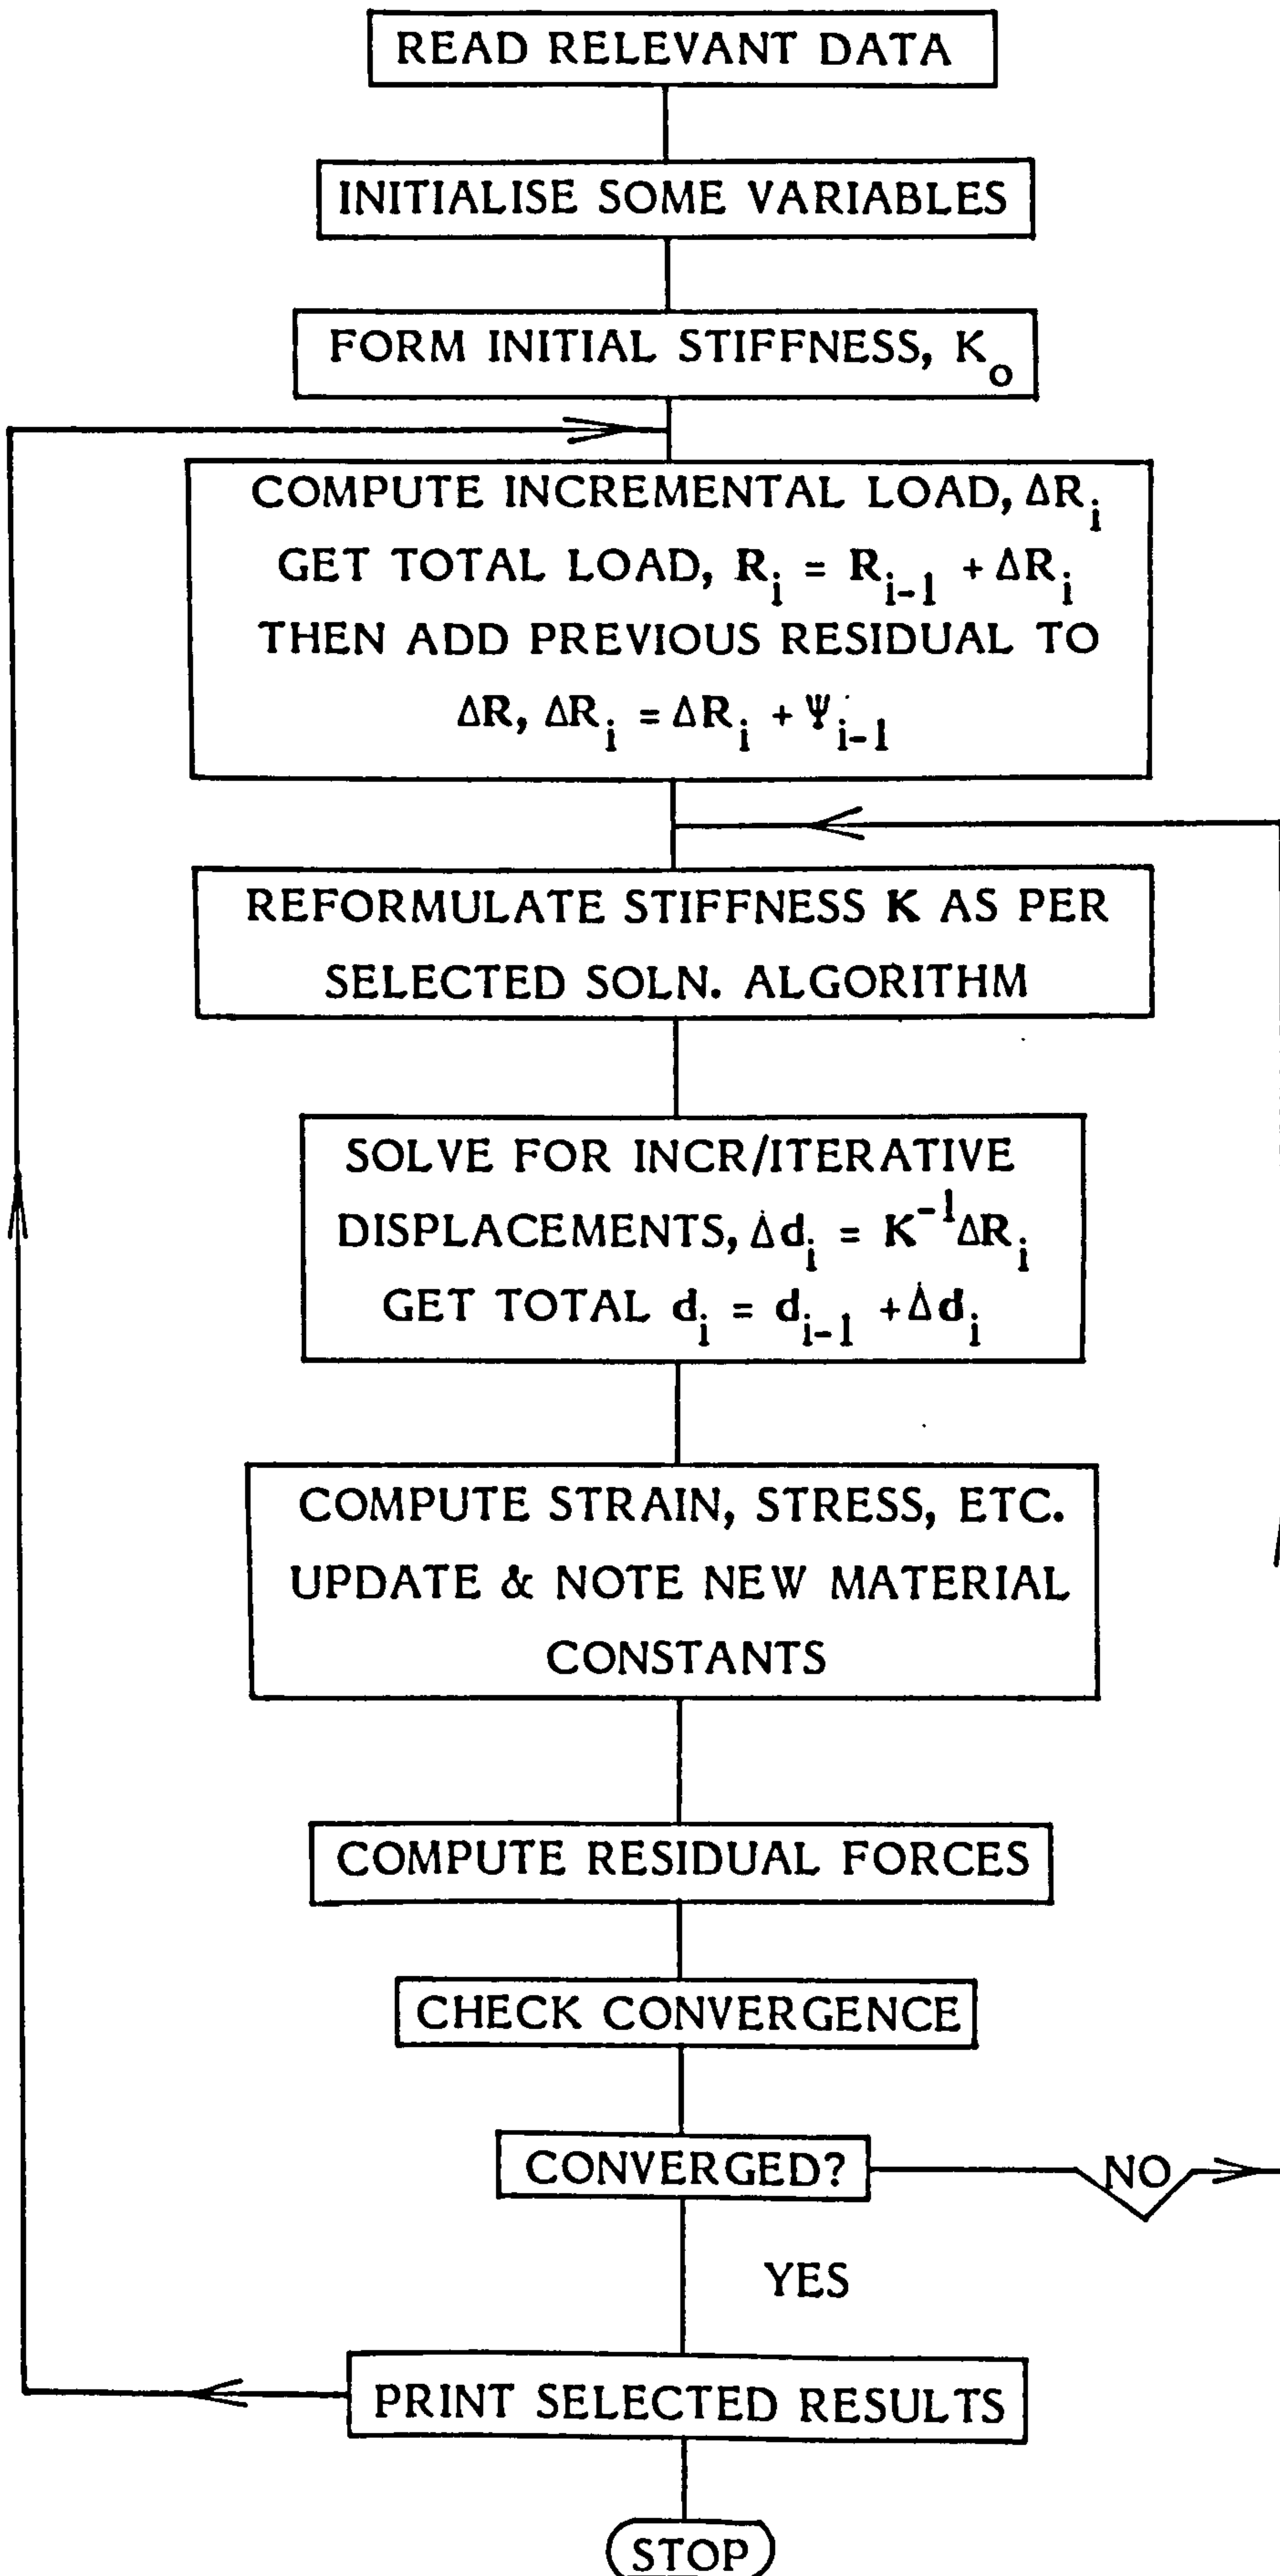 READ RELEVANT DATA
INITIALISE SOME VARIABLES
FORM INITIAL STIFFNESS, K₀
COMPUTE INCREMENTAL LOAD, ΔRᵢ
GET TOTAL LOAD, Rᵢ = Rᵢ₋₁ + ΔRᵢ
THEN ADD PREVIOUS RESIDUAL TO
ΔR, ΔRᵢ = ΔRᵢ + Ψᵢ₋₁
REFORMULATE STIFFNESS K AS PER
SELECTED SOLN. ALGORITHM
SOLVE FOR INCR/ITERATIVE
DISPLACEMENTS, Δdᵢ = K⁻¹ΔRᵢ
GET TOTAL dᵢ = dᵢ₋₁ + Δdᵢ
COMPUTE STRAIN, STRESS, ETC.
UPDATE & NOTE NEW MATERIAL
CONSTANTS
COMPUTE RESIDUAL FORCES
CHECK CONVERGENCE
CONVERGED?
NO
YES
PRINT SELECTED RESULTS
STOP